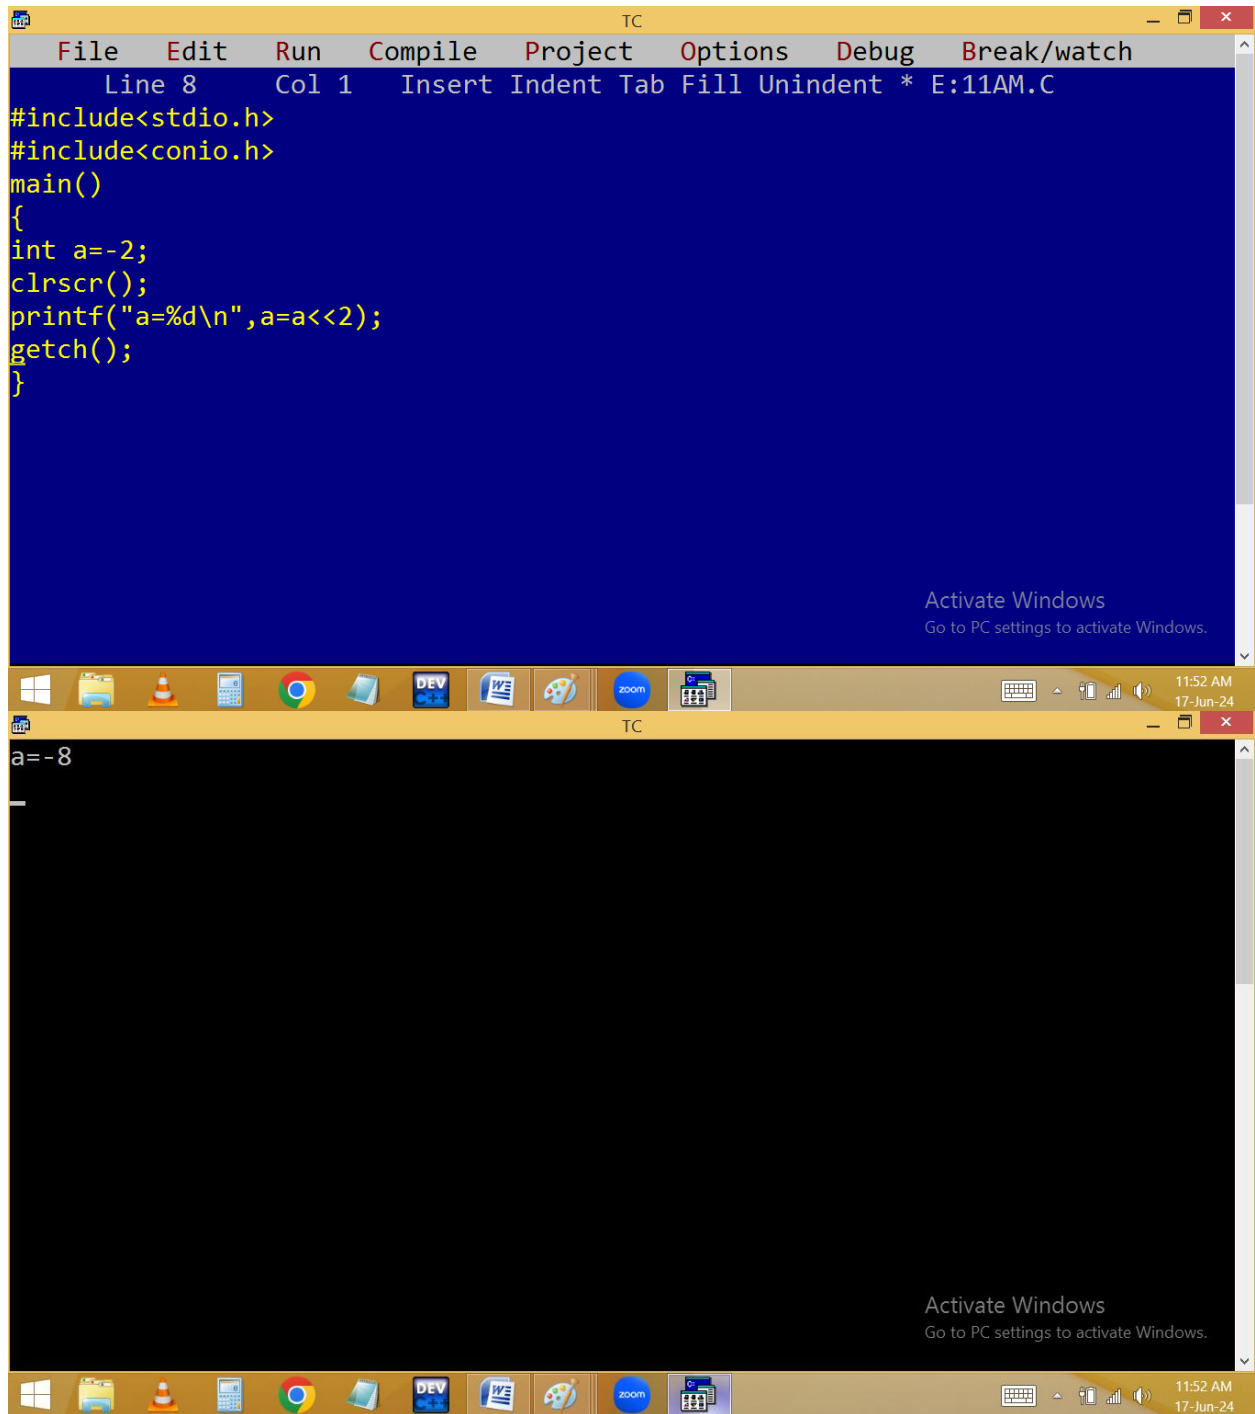 TC
File Edit Run Compile Project Options Debug Break/watch
Line 8 Col 1 Insert Indent Tab Fill Unindent * E:11AM.C
#include<stdio.h>
#include<conio.h>
main()
{
int a=-2;
clrscr();
printf("a=%d\n",a=a<<2);
getch();
}
Activate Windows
Go to PC settings to activate Windows.
DEV C++
W
zoom
C:\
11:52 AM
17-Jun-24
TC
a=-8
Activate Windows
Go to PC settings to activate Windows.
DEV C++
W
zoom
C:\
11:52 AM
17-Jun-24